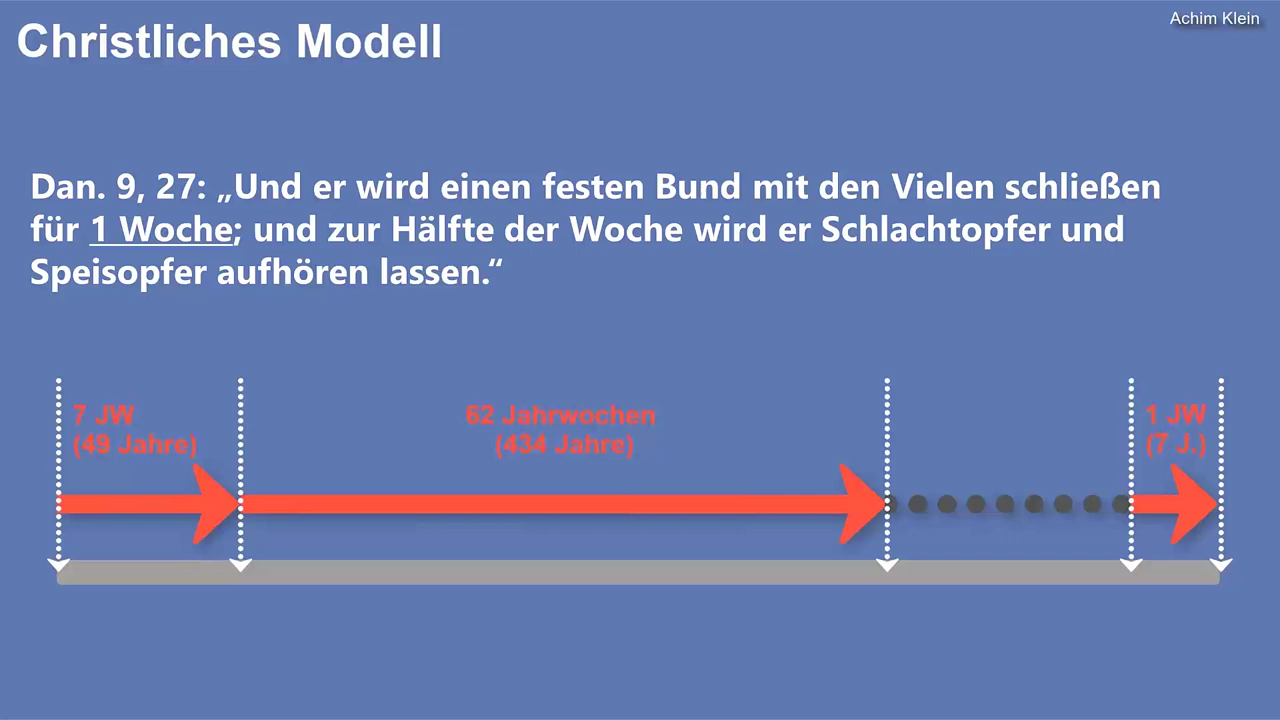 Achim Klein
Christliches Modell
Dan. 9, 27: „Und er wird einen festen Bund mit den Vielen schließen
für 1 Woche; und zur Hälfte der Woche wird er Schlachtopfer und
Speisopfer aufhören lassen.“
7 JW
(49 Jahre)
62 Jahrwochen
(434 Jahre)
1 JW
(7 J.)